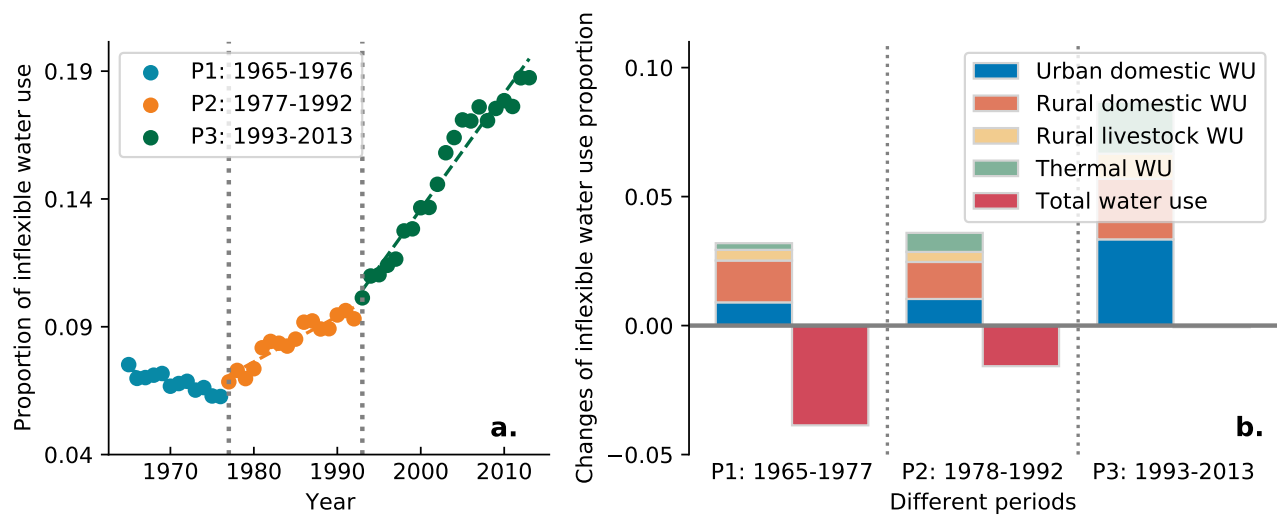 Proportion of inflexible water use
0.19
0.14
0.09
0.04
P1: 1965-1976
P2: 1977-1992
P3: 1993-2013
a.
1970 1980 1990 2000 2010
Year
Changes of inflexible water use proportion
0.10
0.05
0.00
−0.05
Urban domestic WU
Rural domestic WU
Rural livestock WU
Thermal WU
Total water use
b.
P1: 1965-1977 P2: 1978-1992 P3: 1993-2013
Different periods